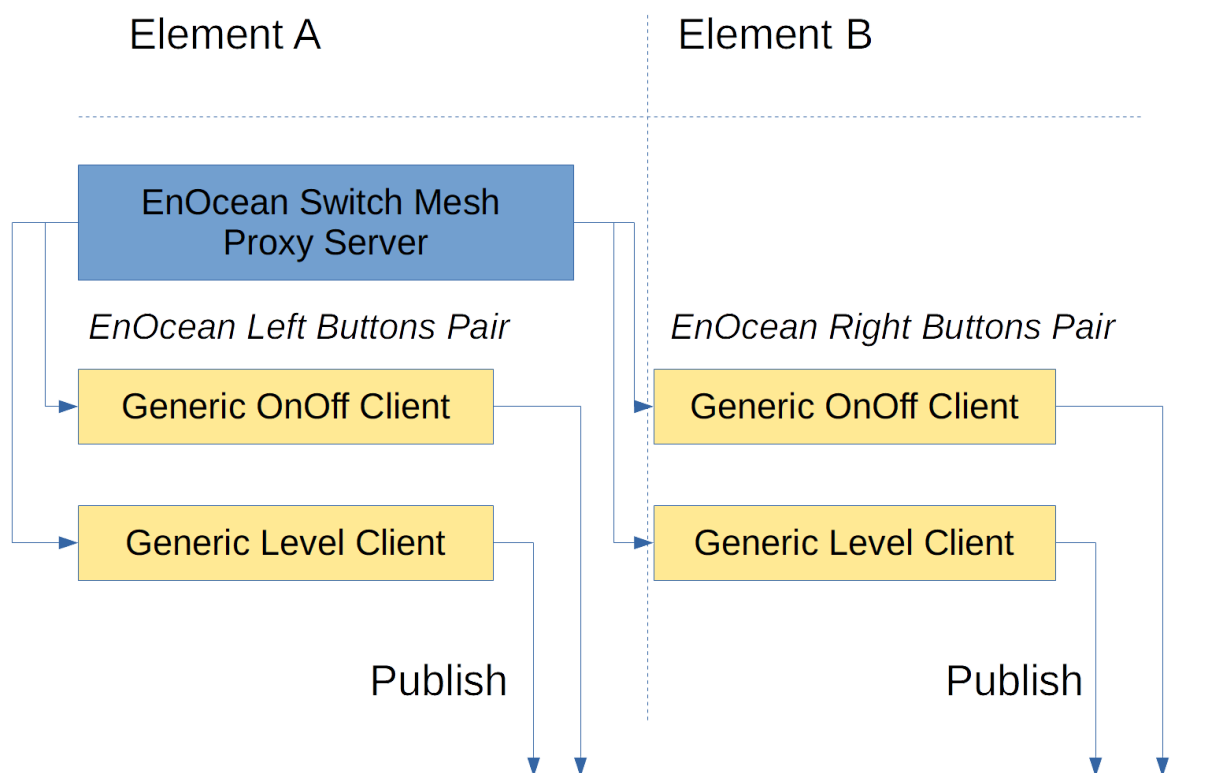 Element A
Element B
EnOcean Switch Mesh
Proxy Server
EnOcean Left Buttons Pair
EnOcean Right Buttons Pair
Generic OnOff Client
Generic OnOff Client
Generic Level Client
Generic Level Client
Publish
Publish